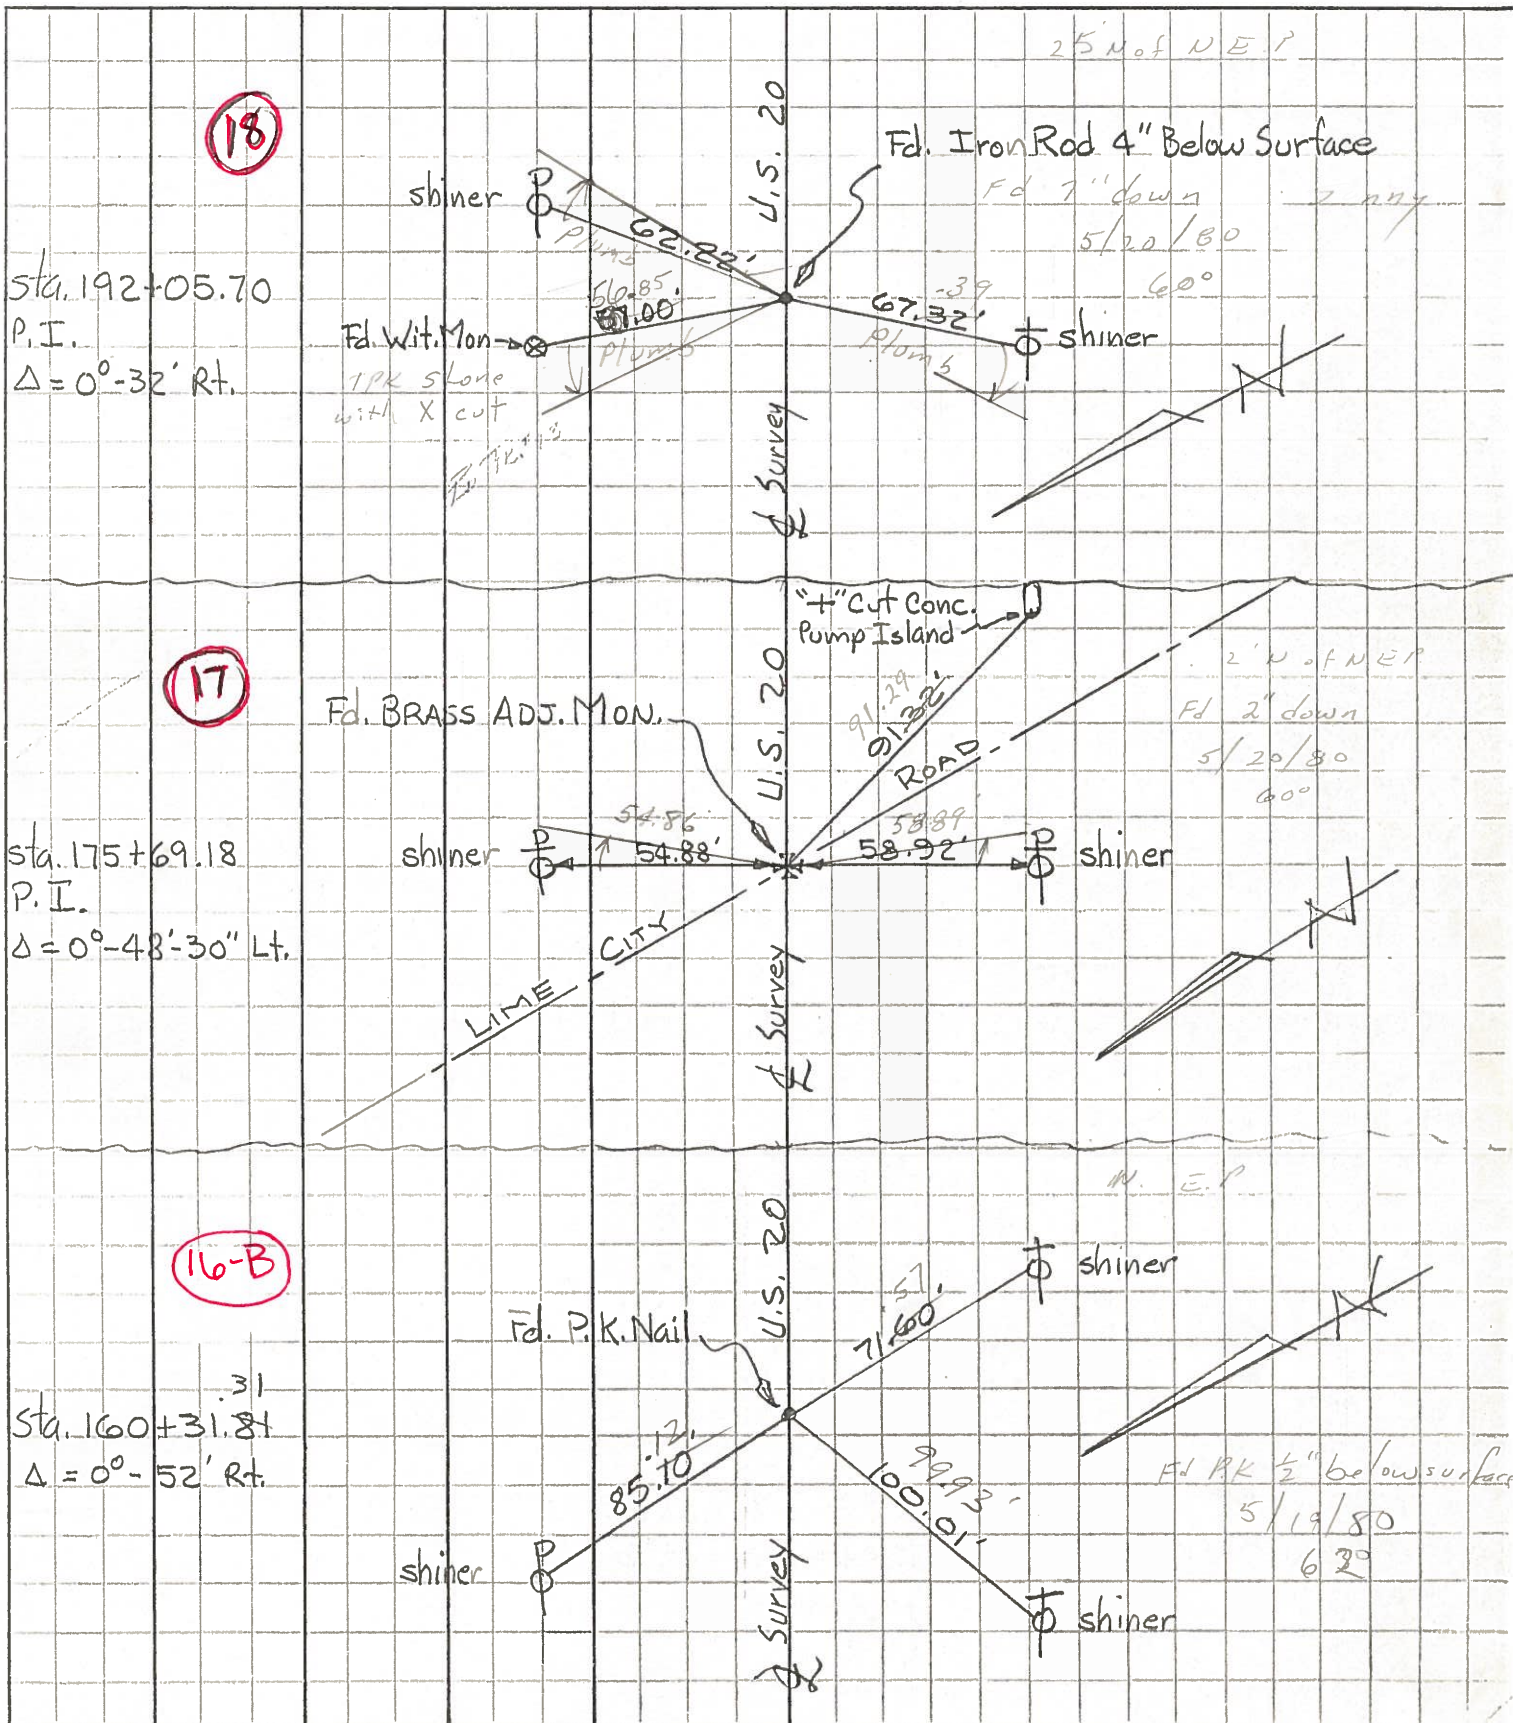 25' N of N.E.P
18
U.S. 20
Fd. Iron Rod 4" Below Surface
Fd 7" down
5/20/80
60°
shiner P
Plumb
62.22'
sta. 192+05.70
P.I.
Δ = 0°-32' Rt.
56.85
57.00'
Fd. Wit. Mon
Plumb
TPK Stone
with X cut
.39
67.32'
Plumb
shiner
N
℄ Survey
"+" Cut Conc.
Pump Island
17
U.S. 20
Fd. BRASS ADJ. MON.
91.29
91.32'
ROAD
2' N of N EP
Fd 2" down
5/20/80
60°
54.86
58.89'
sta. 175+69.18
P.I.
Δ = 0°-48'-30" Lt.
shiner P
54.88'
58.92'
P shiner
LIME CITY
N
℄ Survey
N. E.P
16-B
U.S. 20
Fd. P.K. Nail
.57
71.60'
shiner
N
.31
Sta. 160+31.81
Δ = 0°-52' Rt.
.12'
85.10
99.93'
100.01'
Fd P.K ½" below surface
5/19/80
shiner P
shiner
℄ Survey